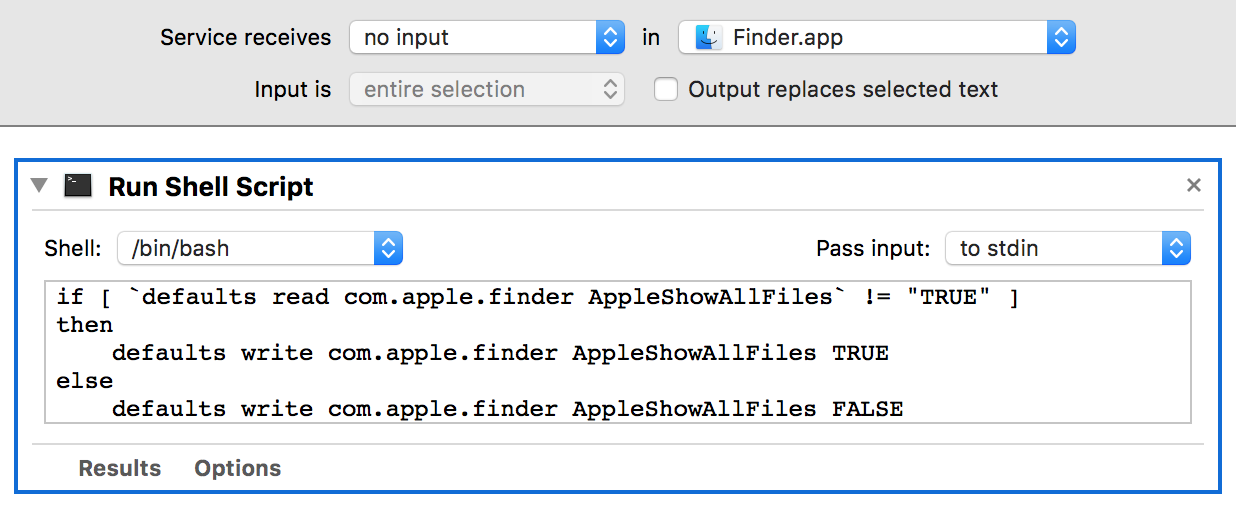 Service receives no input in Finder.app
Input is entire selection Output replaces selected text
Run Shell Script
Shell: /bin/bash Pass input: to stdin
if [ `defaults read com.apple.finder AppleShowAllFiles` != "TRUE" ]
then
    defaults write com.apple.finder AppleShowAllFiles TRUE
else
    defaults write com.apple.finder AppleShowAllFiles FALSE
Results Options